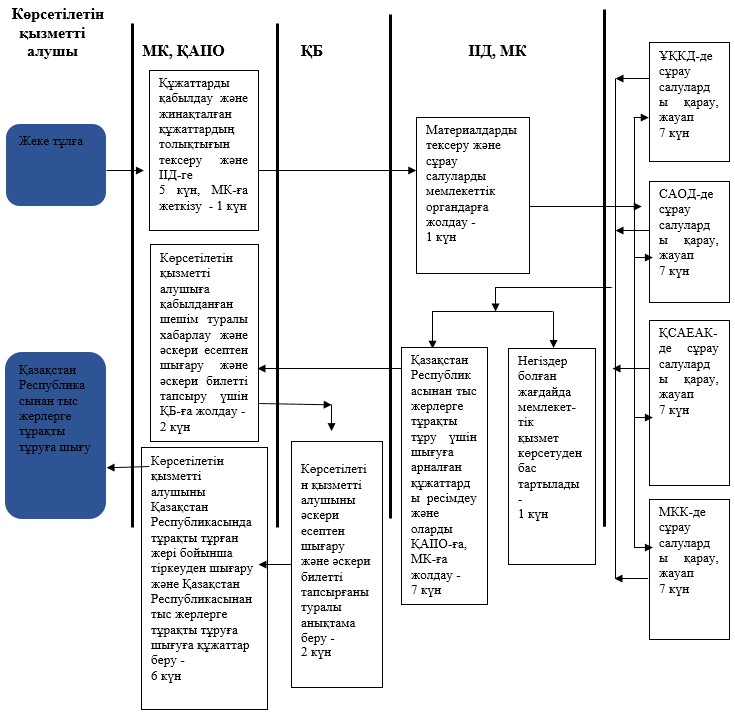 Көрсетілетін
қызметті
алушы
МК, ҚАПО
ҚБ
ІІД, МК
Жеке тұлға
Құжаттарды
қабылдау және
жинақталған
құжаттардың
толықтығын
тексеру және
ІІД-ге
5 күн, МК-ға
жеткізу - 1 күн
Материалдарды
тексеру және
сұрау
салуларды
мемлекеттік
органдарға
жолдау -
1 күн
ҰҚКД-де
сұрау
салулард
ы қарау,
жауап
7 күн
САОД-де
сұрау
салулард
ы қарау,
жауап
7 күн
ҚСАЕАК-
де сұрау
салулард
ы қарау,
жауап
7 күн
МКК-де
сұрау
салулард
ы қарау,
жауап
7 күн
Көрсетілетін
қызметті
алушыға
қабылданған
шешім туралы
хабарлау және
әскери есептен
шығару және
әскери билетті
тапсыру үшін
ҚБ-ға жолдау -
2 күн
Қазақстан
Республик
асынан тыс
жерлерге
тұрақты
тұру үшін
шығуға
арналған
құжаттард
ы ресімдеу
және
оларды
ҚАПО-ға,
МК-ға
жолдау -
7 күн
Негіздер
болған
жағдайда
мемлекет-
тік
қызмет
көрсетуден
бас
тартылады
-
1 күн
Қазақстан
Республика
сынан тыс
жерлерге
тұрақты
тұруға шығу
Көрсетілетін
қызметті
алушыны
Қазақстан
Республикасында
тұрақты тұрған
жері бойынша
тіркеуден шығару
және Қазақстан
Республикасынан
тыс жерлерге
тұрақты тұруға
шығуға құжаттар
беру -
6 күн
Көрсетілеті
н қызметті
алушыны
әскери
есептен
шығару
және әскери
билетті
тапсырғаны
туралы
анықтама
беру -
2 күн